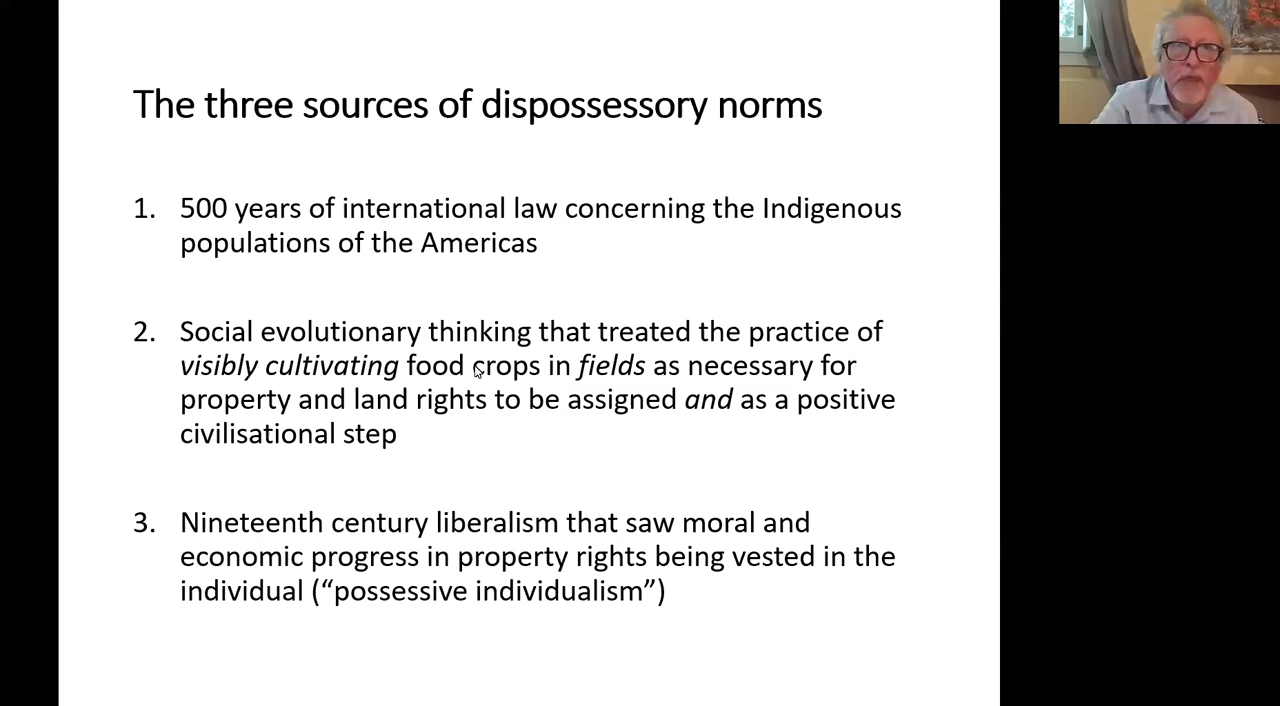 The three sources of dispossessory norms
1. 500 years of international law concerning the Indigenous
populations of the Americas
2. Social evolutionary thinking that treated the practice of
visibly cultivating food crops in fields as necessary for
property and land rights to be assigned and as a positive
civilisational step
3. Nineteenth century liberalism that saw moral and
economic progress in property rights being vested in the
individual (“possessive individualism”)